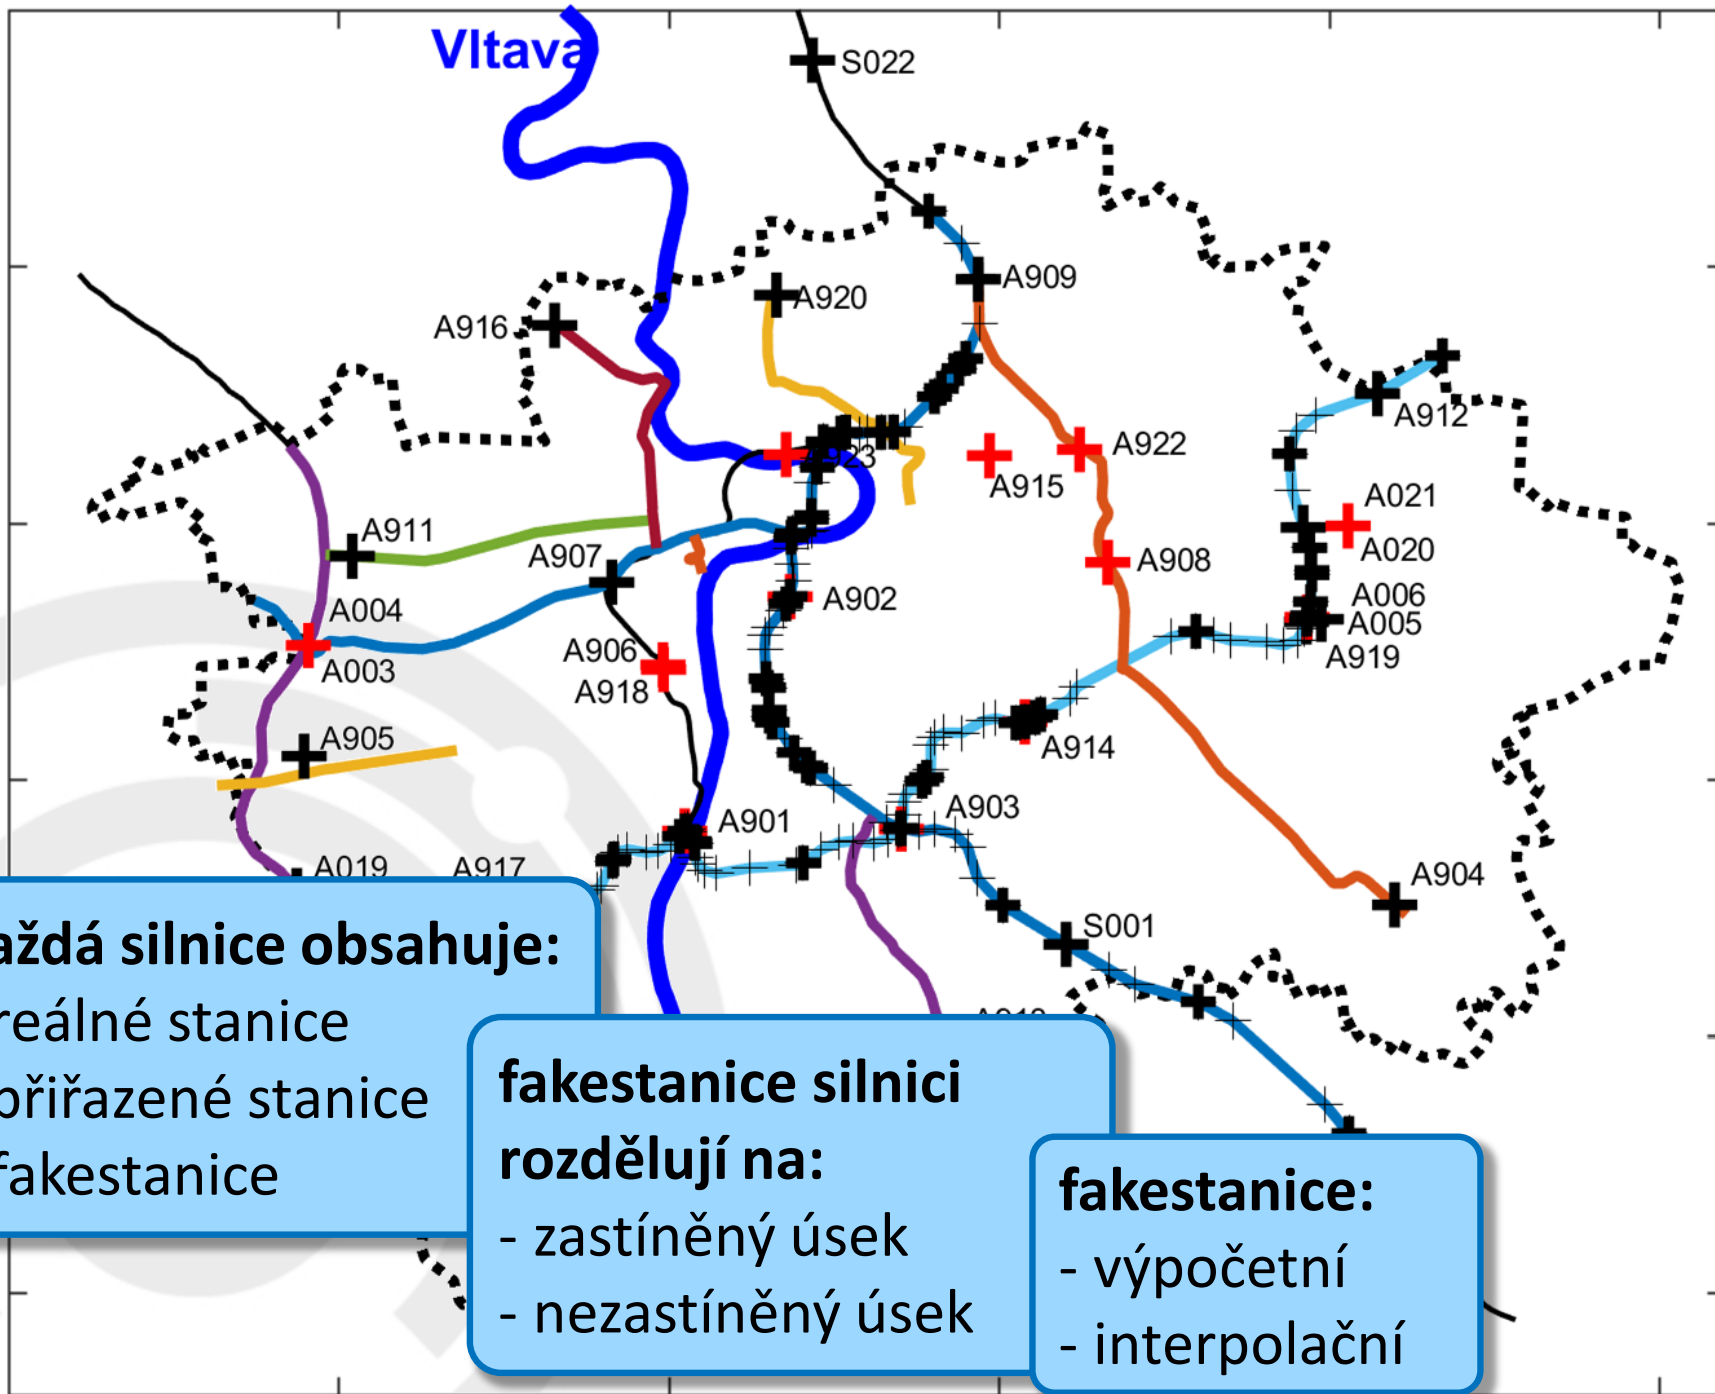 Vltava
S022
A909
A920
A916
A912
A922
A915
A021
A911
A907
A020
A908
A902
A006
A004
A005
A906
A919
A003
A918
A905
A914
A903
A901
A019
A917
A904
S001
silnice obsahuje:
reálné stanice
přiřazené stanice
fakestanice
fakestanice silnici
rozdělují na:
- zastíněný úsek
- nezastíněný úsek
fakestanice:
- výpočetní
- interpolační